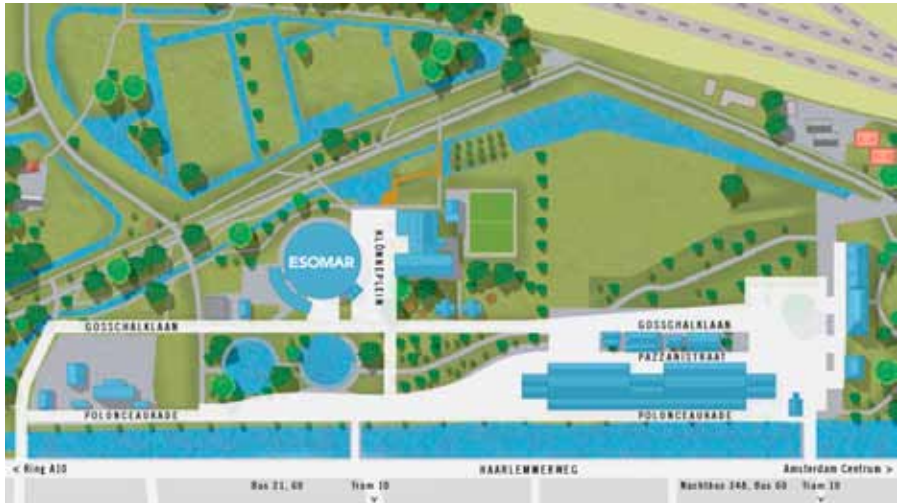 ESOMAR
KLÖNNEPLEIN
GOSSCHALKLAAN
GOSSCHALKLAAN
PAZZANISTRAAT
POLONCEAUKADE
POLONCEAUKADE
< Ring A10
HAARLEMMERWEG
Amsterdam Centrum >
Bus 21, 60
Tram 10
Nachtbus 348, Bus 60
Tram 10